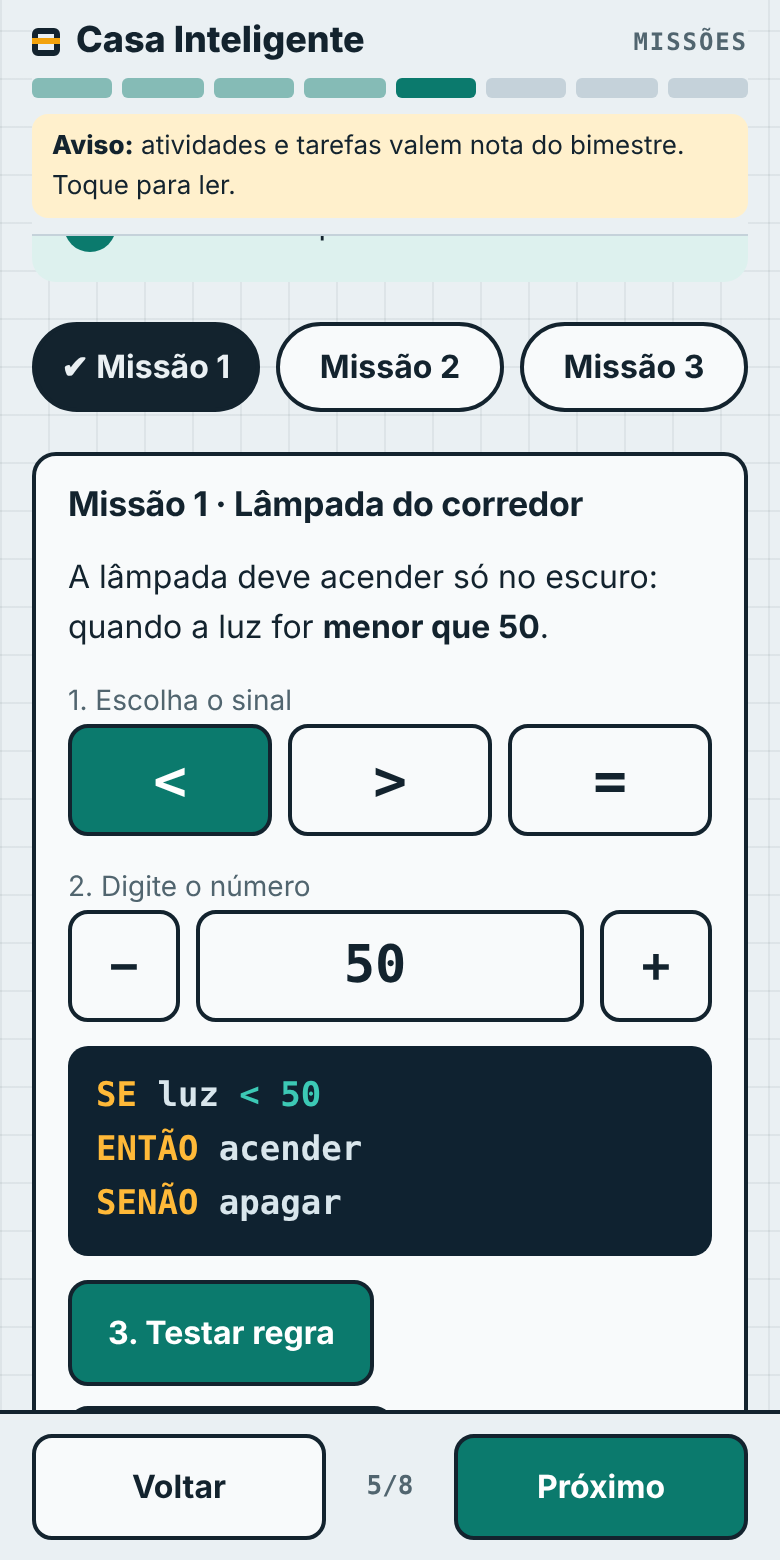 Casa Inteligente
MISSÕES
Aviso: atividades e tarefas valem nota do bimestre.
Toque para ler.
✔ Missão 1
Missão 2
Missão 3
Missão 1 · Lâmpada do corredor
A lâmpada deve acender só no escuro:
quando a luz for menor que 50.
1. Escolha o sinal
< > =
2. Digite o número
− 50 +
SE luz < 50
ENTÃO acender
SENÃO apagar
3. Testar regra
Voltar
5/8
Próximo